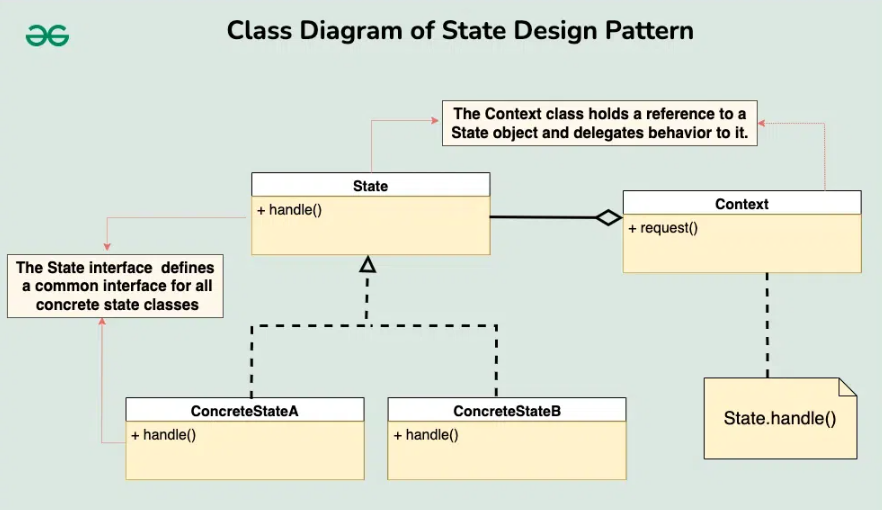 Class Diagram of State Design Pattern
The Context class holds a reference to a
State object and delegates behavior to it.
State
+ handle()
Context
+ request()
The State interface defines
a common interface for all
concrete state classes
ConcreteStateA
+ handle()
ConcreteStateB
+ handle()
State.handle()